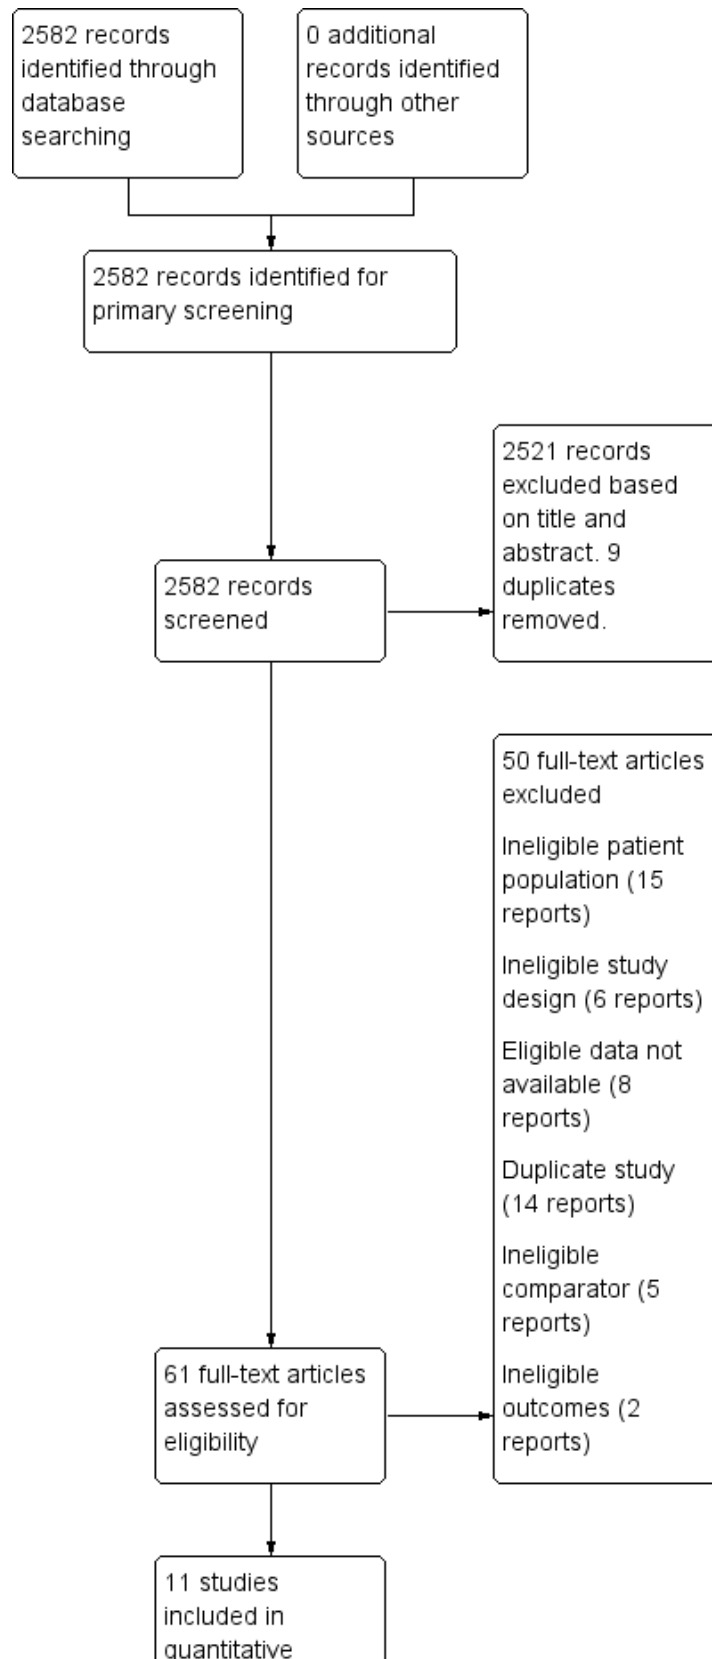 2582 records
identified through
database
searching
0 additional
records identified
through other
sources
2582 records identified for
primary screening
2521 records
excluded based
on title and
abstract. 9
duplicates
removed.
2582 records
screened
50 full-text articles
excluded
Ineligible patient
population (15
reports)
Ineligible study
design (6 reports)
Eligible data not
available (8
reports)
Duplicate study
(14 reports)
Ineligible
comparator (5
reports)
Ineligible
outcomes (2
reports)
61 full-text articles
assessed for
eligibility
11 studies
included in
quantitative